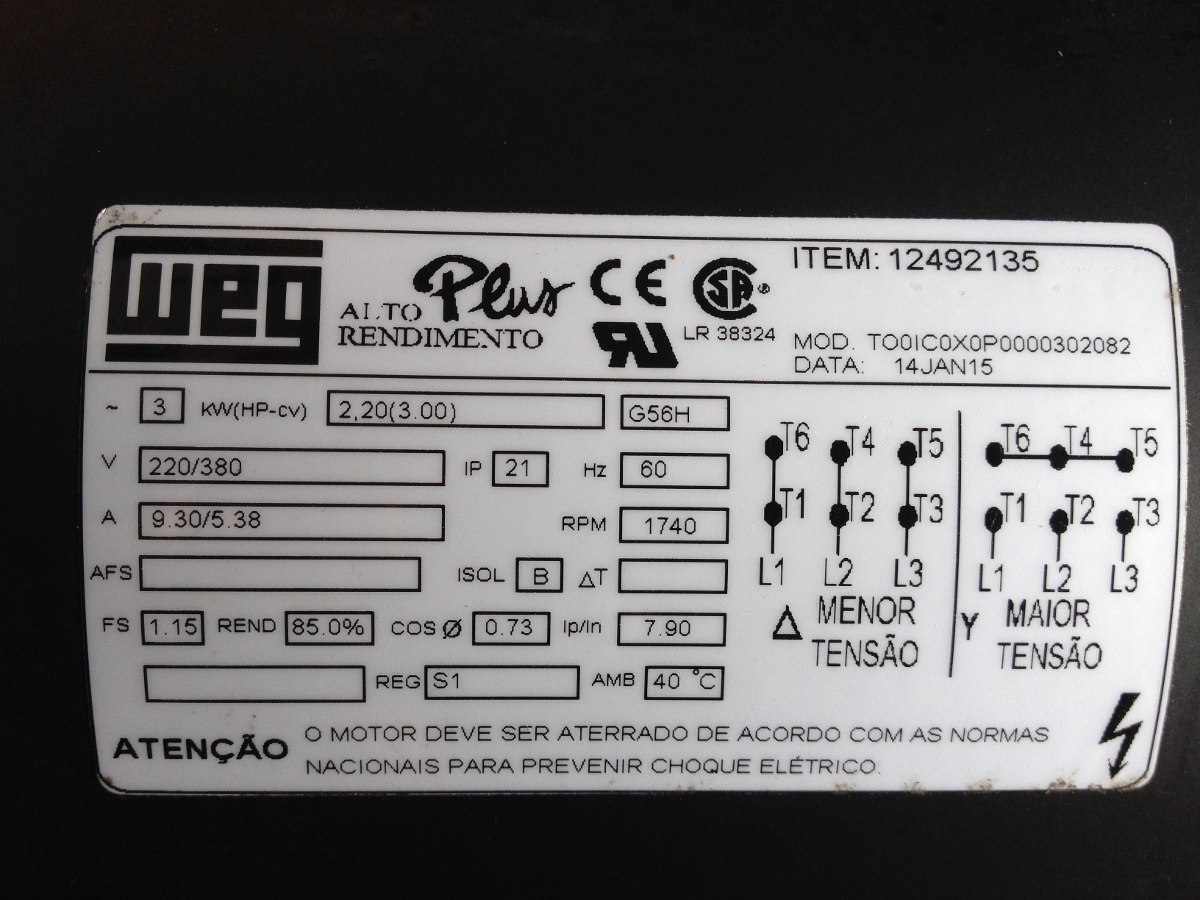 weg
ALTO Plus
RENDIMENTO
CE
SA ®
LR 38324
ITEM: 12492135
MOD. TO0IC0X0P0000302082
DATA: 14JAN15
~ 3 KW(HP-cv) 2,20(3.00) G56H
V 220/380 IP 21 Hz 60
A 9.30/5.38 RPM 1740
AFS ISOL B ΔT
FS 1.15 REND 85.0% COS Ø 0.73 Ip/In 7.90
REG S1 AMB 40 °C
T6 T4 T5
T1 T2 T3
L1 L2 L3
Δ MENOR
TENSÃO
T6 T4 T5
T1 T2 T3
L1 L2 L3
Y MAIOR
TENSÃO
ATENÇÃO
O MOTOR DEVE SER ATERRADO DE ACORDO COM AS NORMAS
NACIONAIS PARA PREVENIR CHOQUE ELÉTRICO.